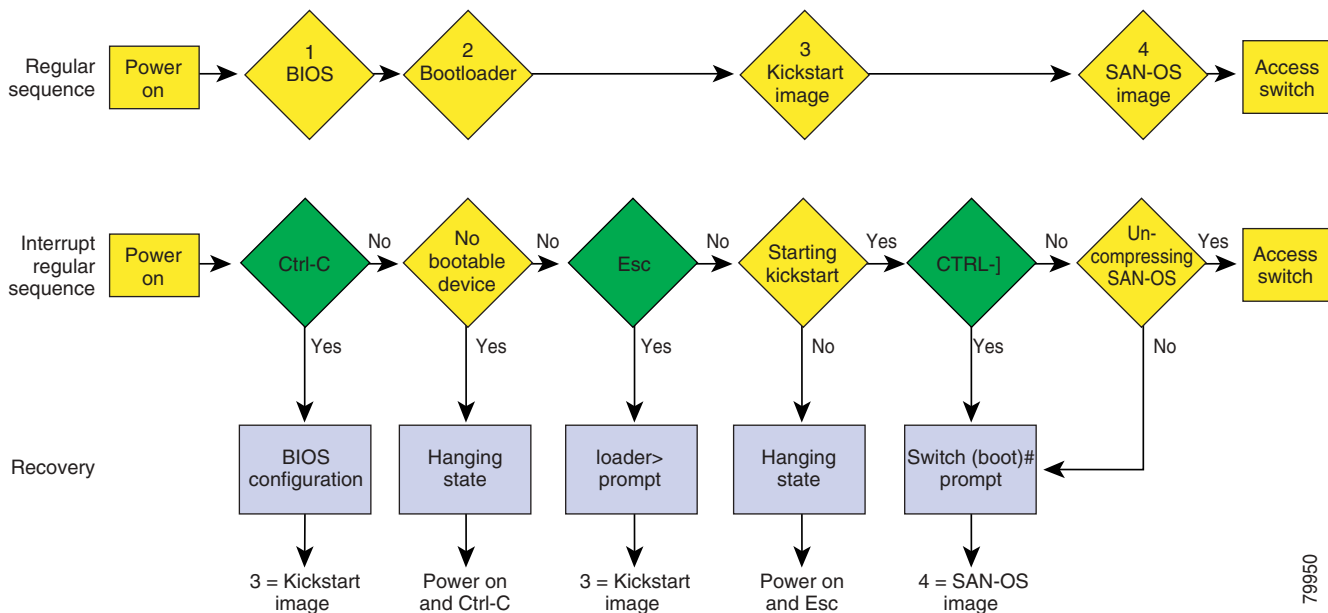 Regular
sequence
Power
on
1
BIOS
2
Bootloader
3
Kickstart
image
4
SAN-OS
image
Access
switch
Interrupt
regular
sequence
Power
on
Ctrl-C
No
No
bootable
device
No
Esc
No
Starting
kickstart
Yes
CTRL-]
No
Un-
compressing
SAN-OS
Yes
Access
switch
Yes
Yes
Yes
No
Yes
No
Recovery
BIOS
configuration
Hanging
state
loader>
prompt
Hanging
state
Switch (boot)#
prompt
3 = Kickstart
image
Power on
and Ctrl-C
3 = Kickstart
image
Power on
and Esc
4 = SAN-OS
image
79950